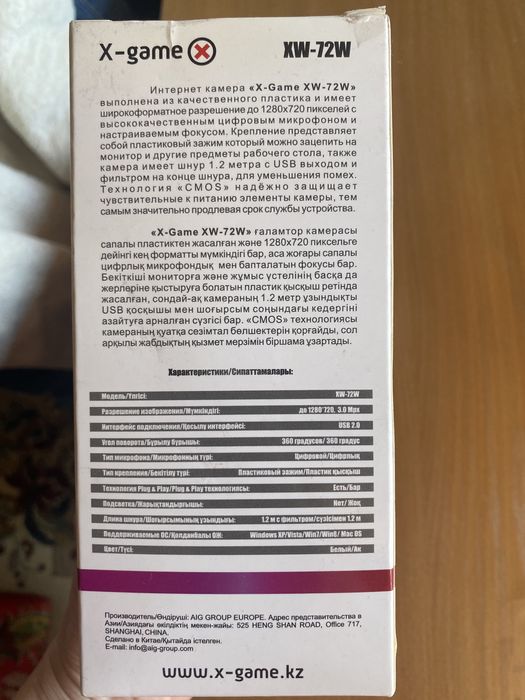 X-game X XW-72W
Интернет камера «X-Game XW-72W»
выполнена из качественного пластика и имеет
широкоформатное разрешение до 1280x720 пикселей с
высококачественным цифровым микрофоном и
настраиваемым фокусом. Крепление представляет
собой пластиковый зажим который можно зацепить на
монитор и другие предметы рабочего стола, также
камера имеет шнур 1.2 метра с USB выходом и
фильтром на конце шнура, для уменьшения помех.
Технология «CMOS» надёжно защищает
чувствительные к питанию элементы камеры, тем
самым значительно продлевая срок службы устройства.
«X-Game XW-72W» ғаламтор камерасы
сапалы пластиктен жасалған және 1280x720 пиксельге
дейінгі кең форматты мүмкіндігі бар, аса жоғары сапалы
цифрлық микрофондық мен бапталатын фокусы бар.
Бекіткіші мониторға және жұмыс үстелінің басқа да
жерлеріне қыстыруға болатын пластик қысқыш ретінде
жасалған, сондай-ақ камераның 1.2 метр ұзындықты
USB қосқышы мен шоғырсым соңындағы кедергіні
азайтуға арналған сүзгісі бар. «CMOS» технологиясы
камераның қуатқа сезімтал бөлшектерін қорғайды, сол
арқылы жабдықтың қызмет мерзімін біршама ұзартады.
Характеристики/Сипаттамалары:
Модель/Үлгісі: XW-72W
Разрешение изображения/Мүмкіндігі: до 1280*720, 3.0 Mpx
Интерфейс подключения/Қосылу интерфейсі: USB 2.0
Угол поворота/Бұрылу бұрышы: 360 градусов/ 360 градус
Тип микрофона/Микрофонның түрі: Цифровой/Цифрлық
Тип крепления/Бекітілу түрі: Пластиковый зажим/Пластик қысқыш
Технология Plug & Play/Plug & Play технологиясы: Есть/Бар
Подсветка/Жарықтандырғышы: Нет/Жоқ
Длина шнура/Шоғырсымының ұзындығы: 1.2 м с фильтром/сүзгісімен 1.2 м
Поддерживаемые ОС/Қолданбалы ОЖ: Windows XP/Vista/Win7/Win8/ Mac OS
Цвет/Түсі: Белый/Ақ
Производитель/Өндіруші: AIG GROUP EUROPE. Адрес представительства в
Азии/Азиядағы өкілдіктің мекен-жайы: 525 HENG SHAN ROAD, Office 717,
SHANGHAI, CHINA.
Сделано в Китае/Қытайда істелген.
E-mail: info@aig-group.com
www.x-game.kz